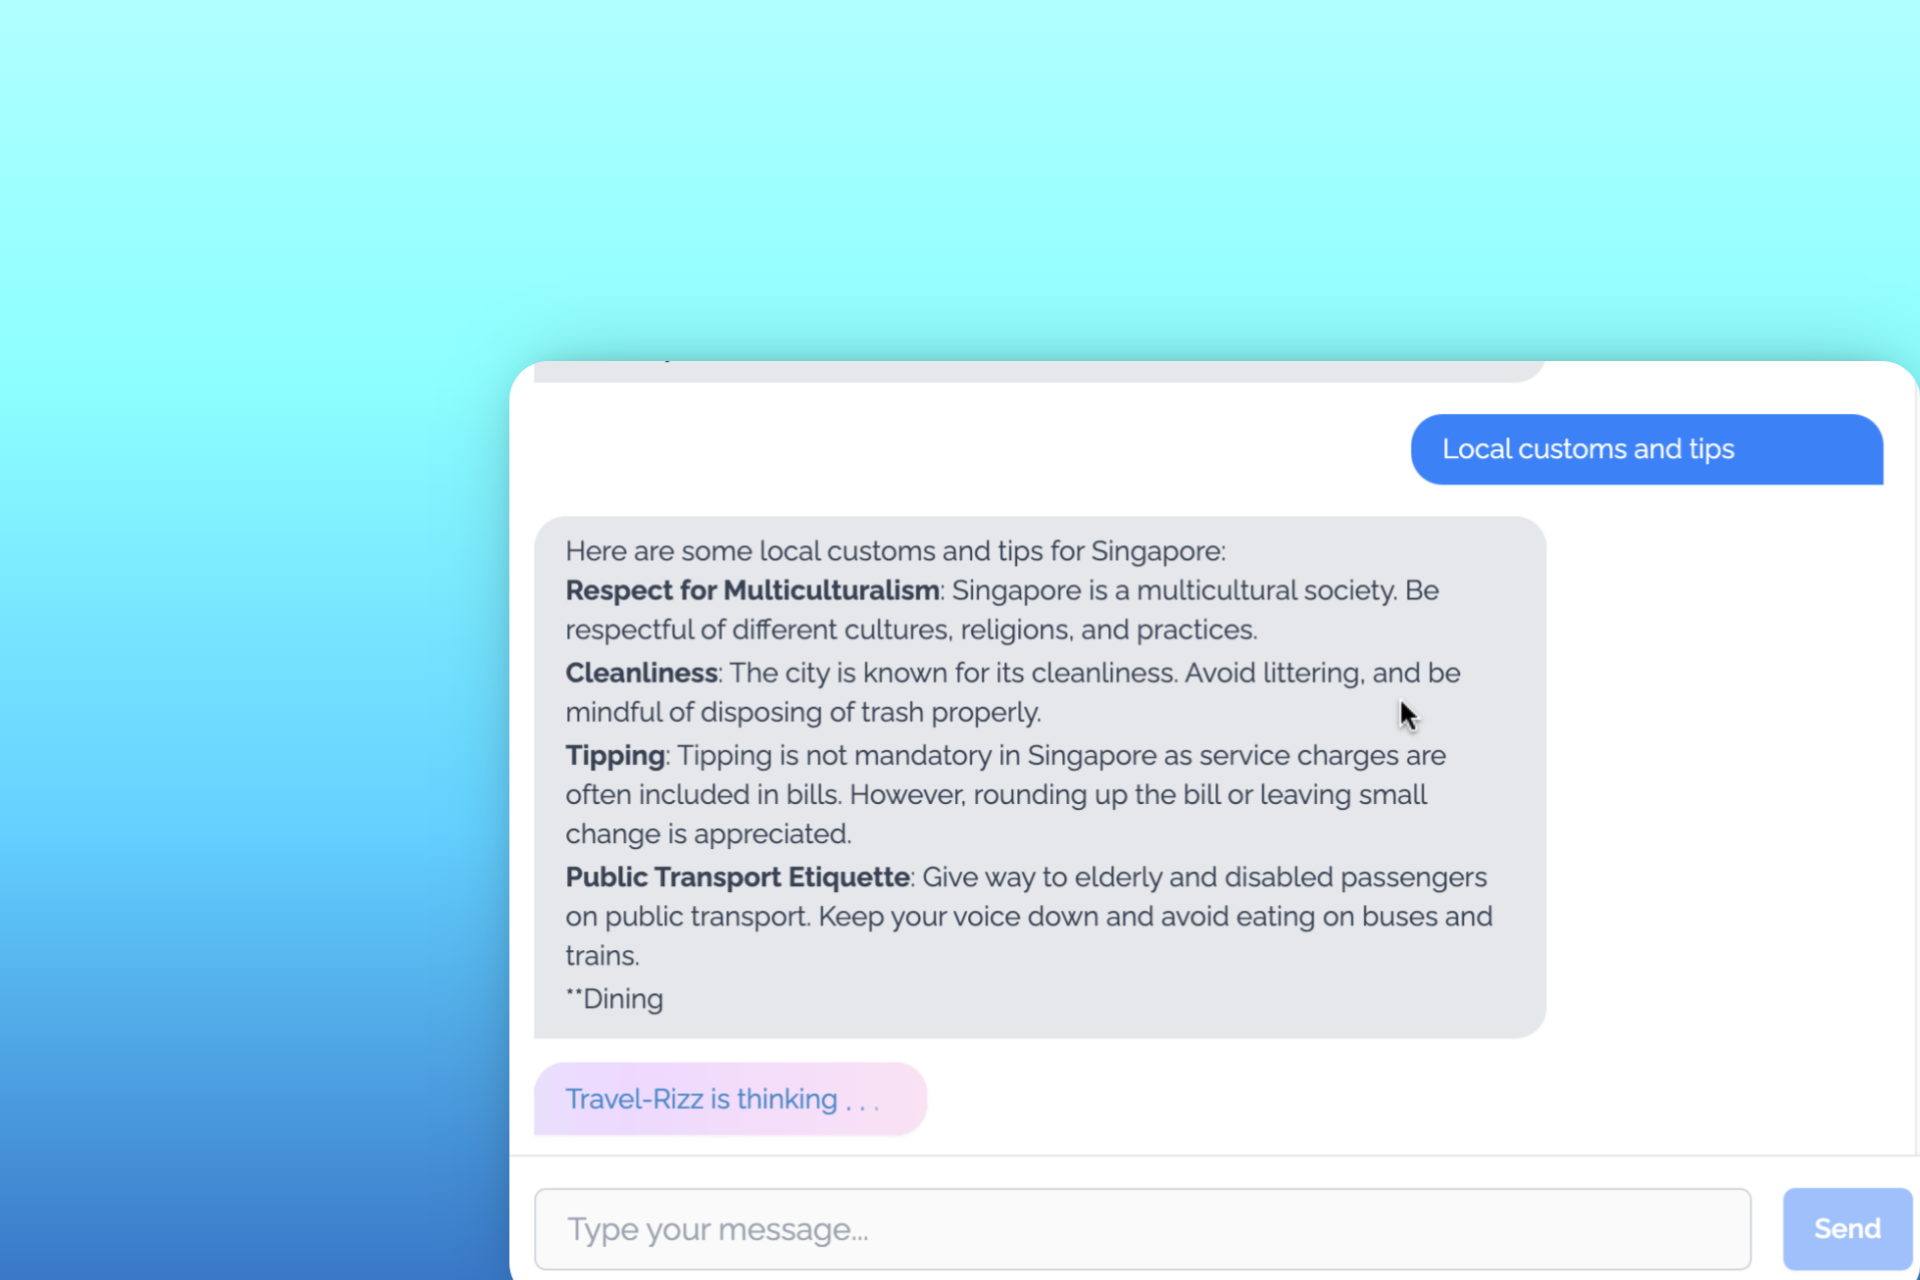 Local customs and tips
Here are some local customs and tips for Singapore:
Respect for Multiculturalism: Singapore is a multicultural society. Be
respectful of different cultures, religions, and practices.
Cleanliness: The city is known for its cleanliness. Avoid littering, and be
mindful of disposing of trash properly.
Tipping: Tipping is not mandatory in Singapore as service charges are
often included in bills. However, rounding up the bill or leaving small
change is appreciated.
Public Transport Etiquette: Give way to elderly and disabled passengers
on public transport. Keep your voice down and avoid eating on buses and
trains.
**Dining
Travel-Rizz is thinking . . .
Type your message...
Send